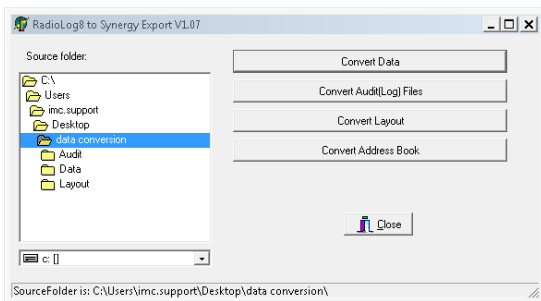 RadioLog8 to Synergy Export V1.07
Source folder:
C:\
Users
imc.support
Desktop
data conversion
Audit
Data
Layout
c: []
Convert Data
Convert Audit(Log) Files
Convert Layout
Convert Address Book
Close
SourceFolder is: C:\Users\imc.support\Desktop\data conversion\